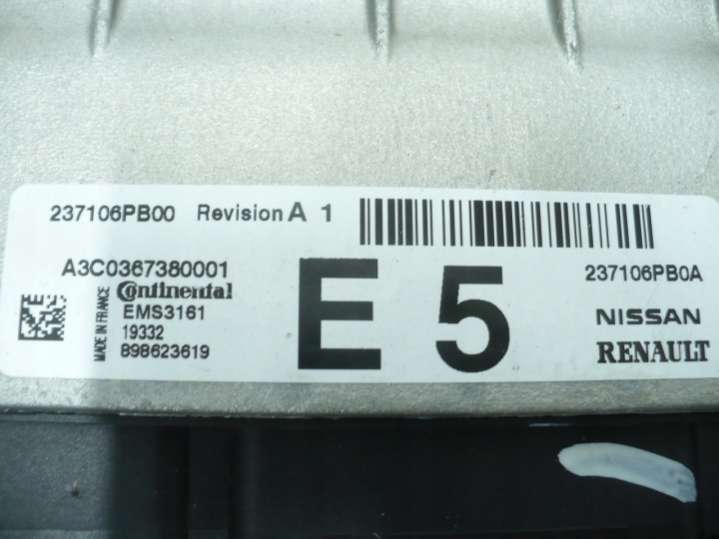 237106PB00 Revision A 1
A3C0367380001
MADE IN FRANCE
Continental
EMS3161
19332
898623619
E 5
237106PB0A
NISSAN
RENAULT